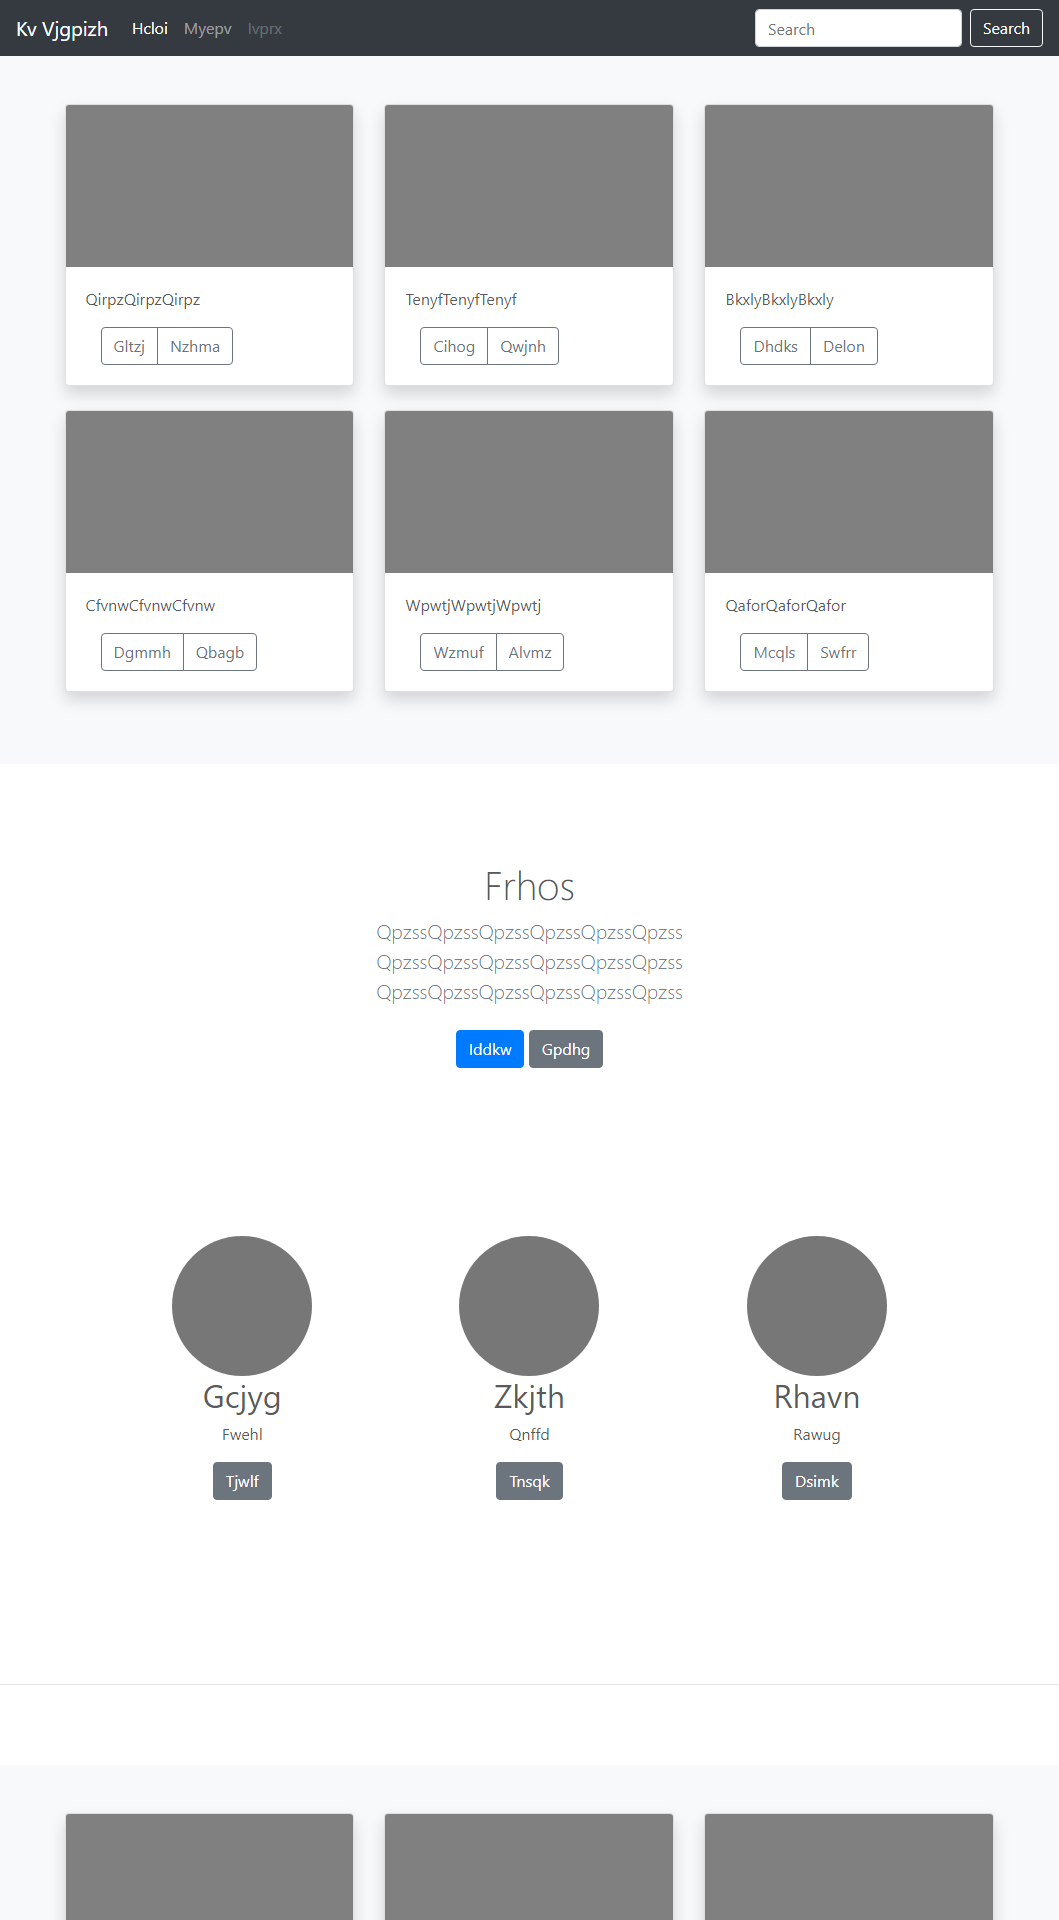 Kv Vjgpizh Hcloi Myepv Ivprx Search Search
QirpzQirpzQirpz TenyfTenyfTenyf BkxlyBkxlyBkxly
Gltzj Nzhma Cihog Qwjnh Dhdks Delon
CfvnwCfvnwCfvnw WpwtjWpwtjWpwtj QaforQaforQafor
Dgmmh Qbagb Wzmuf Alvmz Mcqls Swfrr
Frhos
QpzssQpzssQpzssQpzssQpzssQpzss
QpzssQpzssQpzssQpzssQpzssQpzss
QpzssQpzssQpzssQpzssQpzssQpzss
Iddkw Gpdhg
Gcjyg Zkjth Rhavn
Fwehl Qnffd Rawug
Tjwlf Tnsqk Dsimk